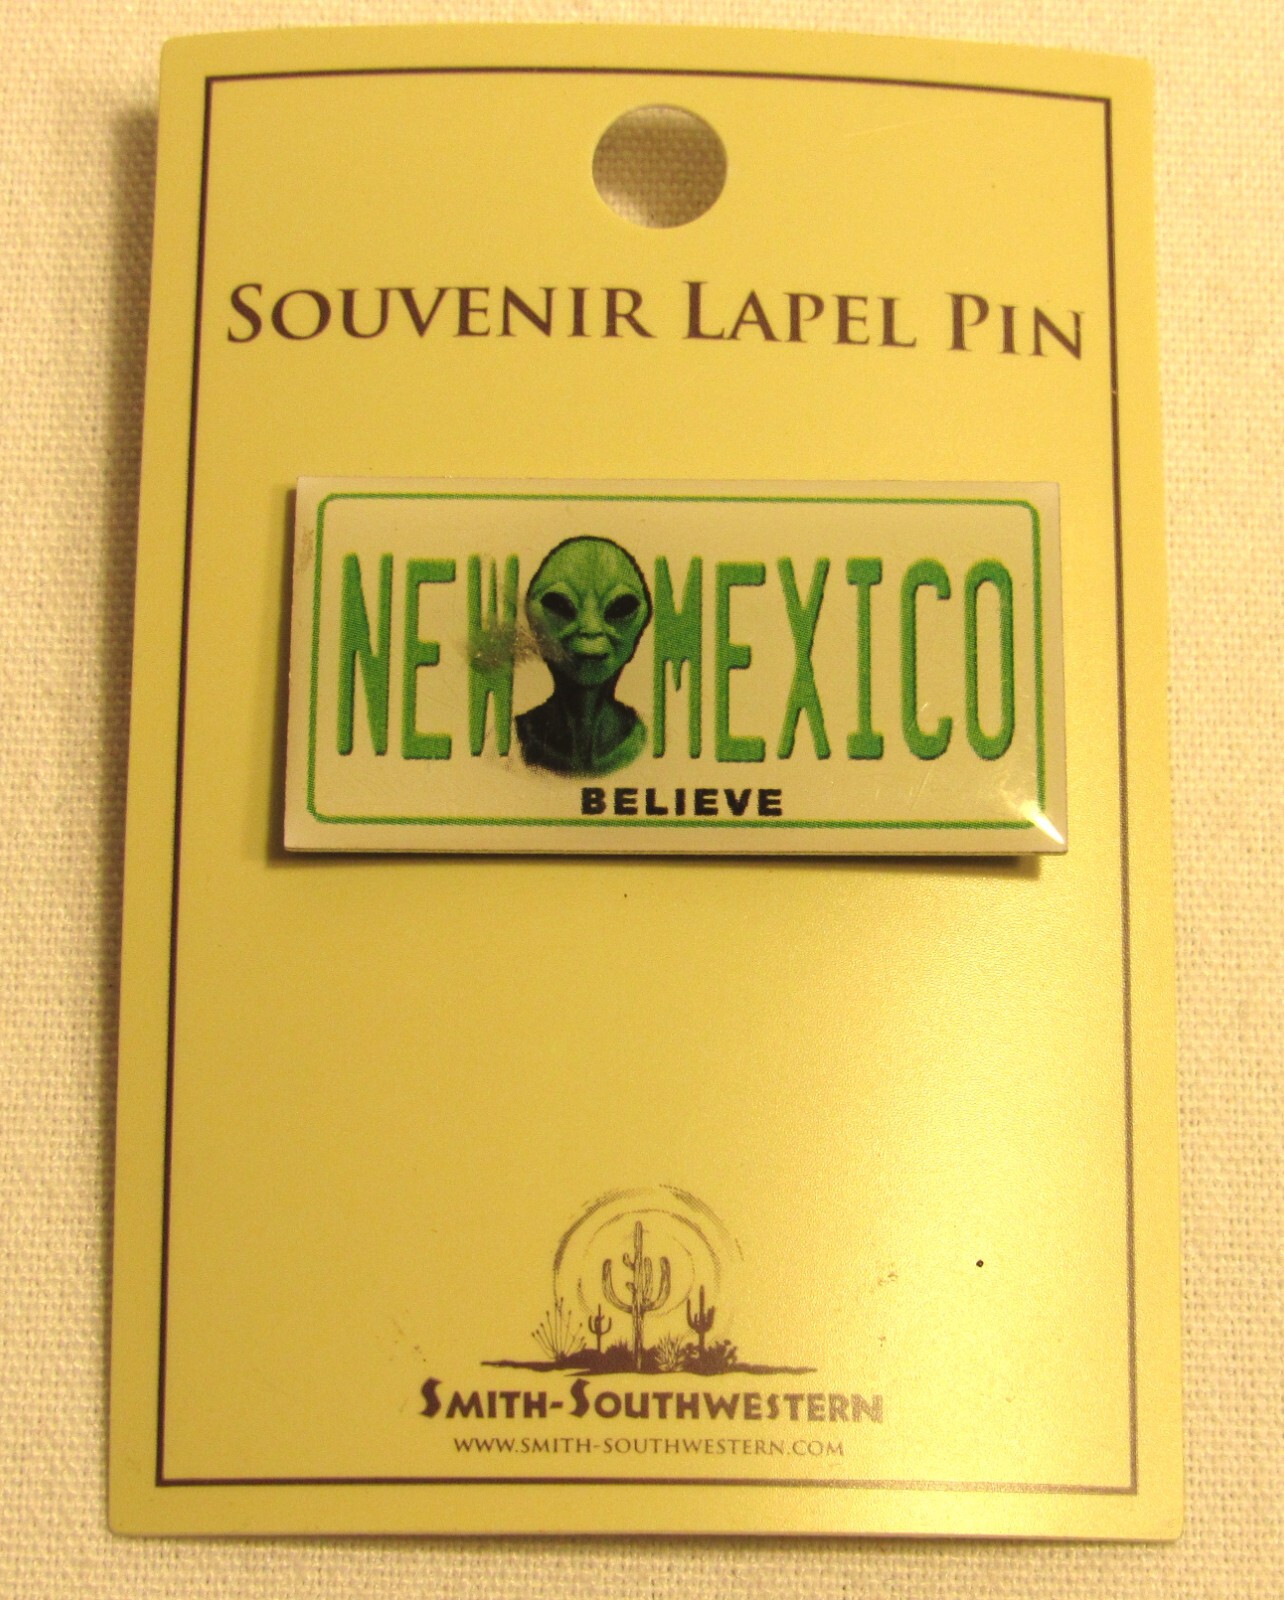 SOUVENIR LAPEL PIN
NEW MEXICO
BELIEVE
SMITH-SOUTHWESTERN
WWW.SMITH-SOUTHWESTERN.COM